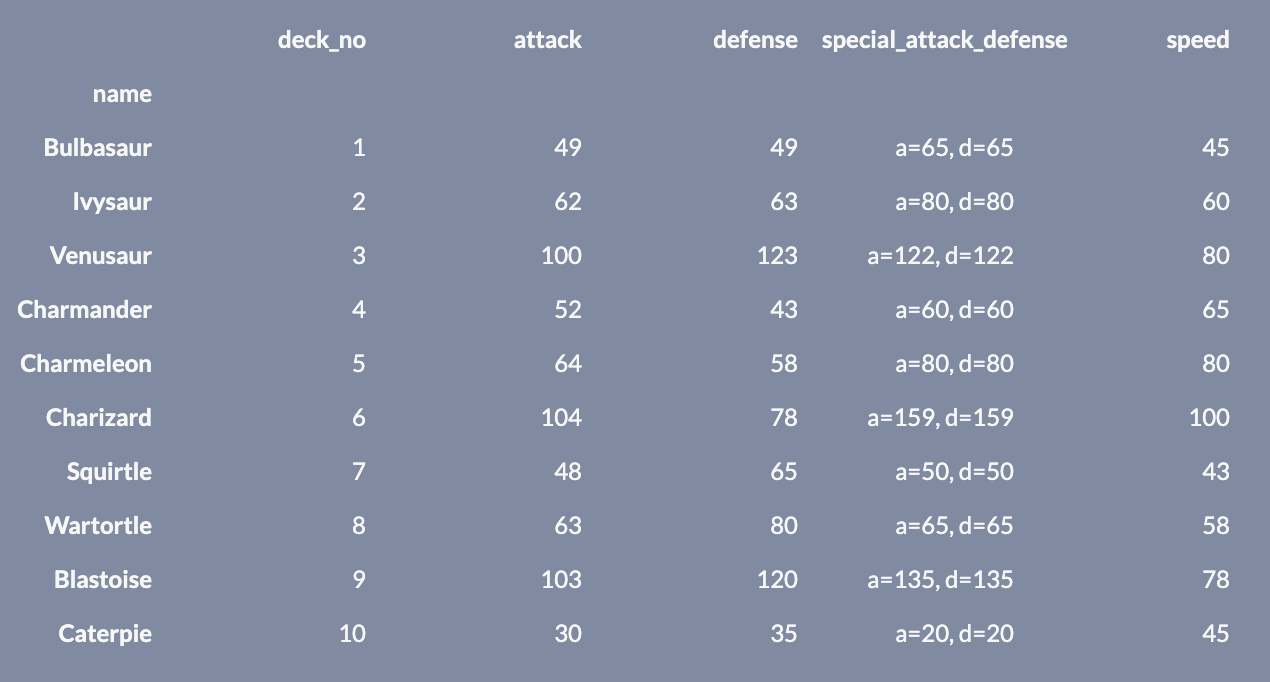 deck_no attack defense special_attack_defense speed
name
Bulbasaur 1 49 49 a=65, d=65 45
Ivysaur 2 62 63 a=80, d=80 60
Venusaur 3 100 123 a=122, d=122 80
Charmander 4 52 43 a=60, d=60 65
Charmeleon 5 64 58 a=80, d=80 80
Charizard 6 104 78 a=159, d=159 100
Squirtle 7 48 65 a=50, d=50 43
Wartortle 8 63 80 a=65, d=65 58
Blastoise 9 103 120 a=135, d=135 78
Caterpie 10 30 35 a=20, d=20 45